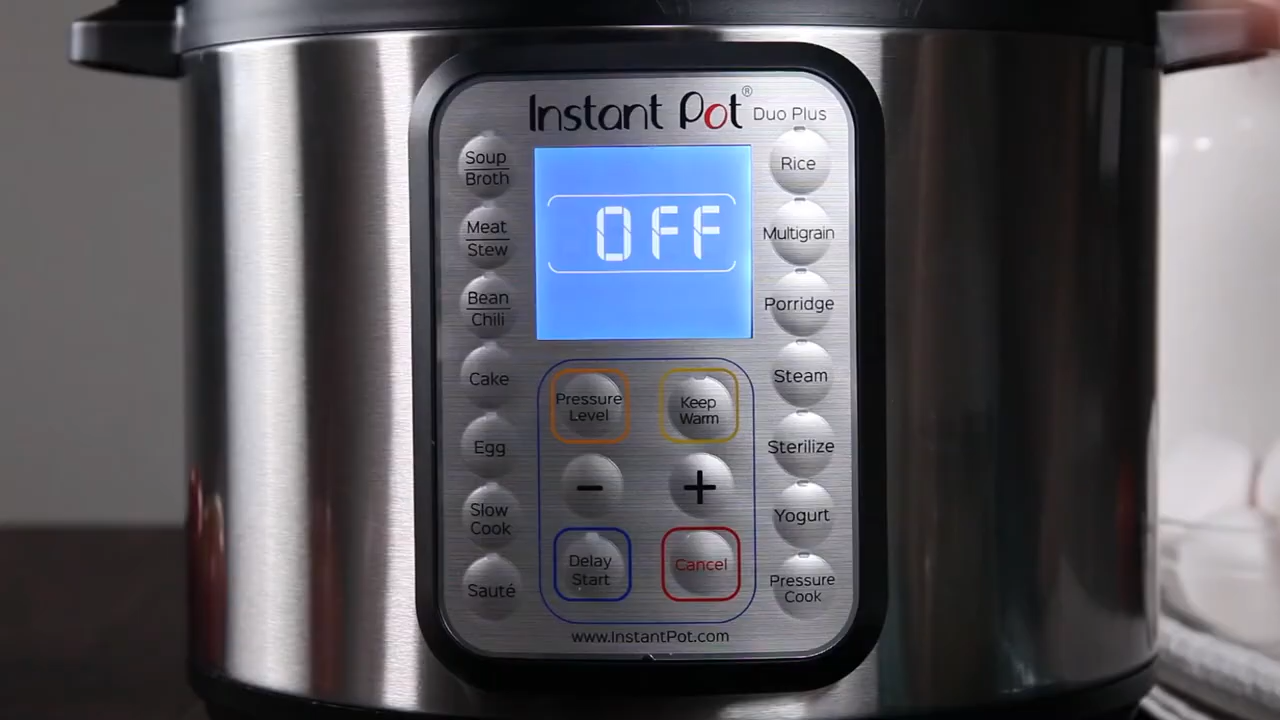 Instant Pot® Duo Plus
OFF
Soup
Broth
Meat
Stew
Bean
Chili
Cake
Egg
Slow
Cook
Sauté
Pressure
Level
Keep
Warm
−
+
Delay
Start
Cancel
Rice
Multigrain
Porridge
Steam
Sterilize
Yogurt
Pressure
Cook
www.InstantPot.com